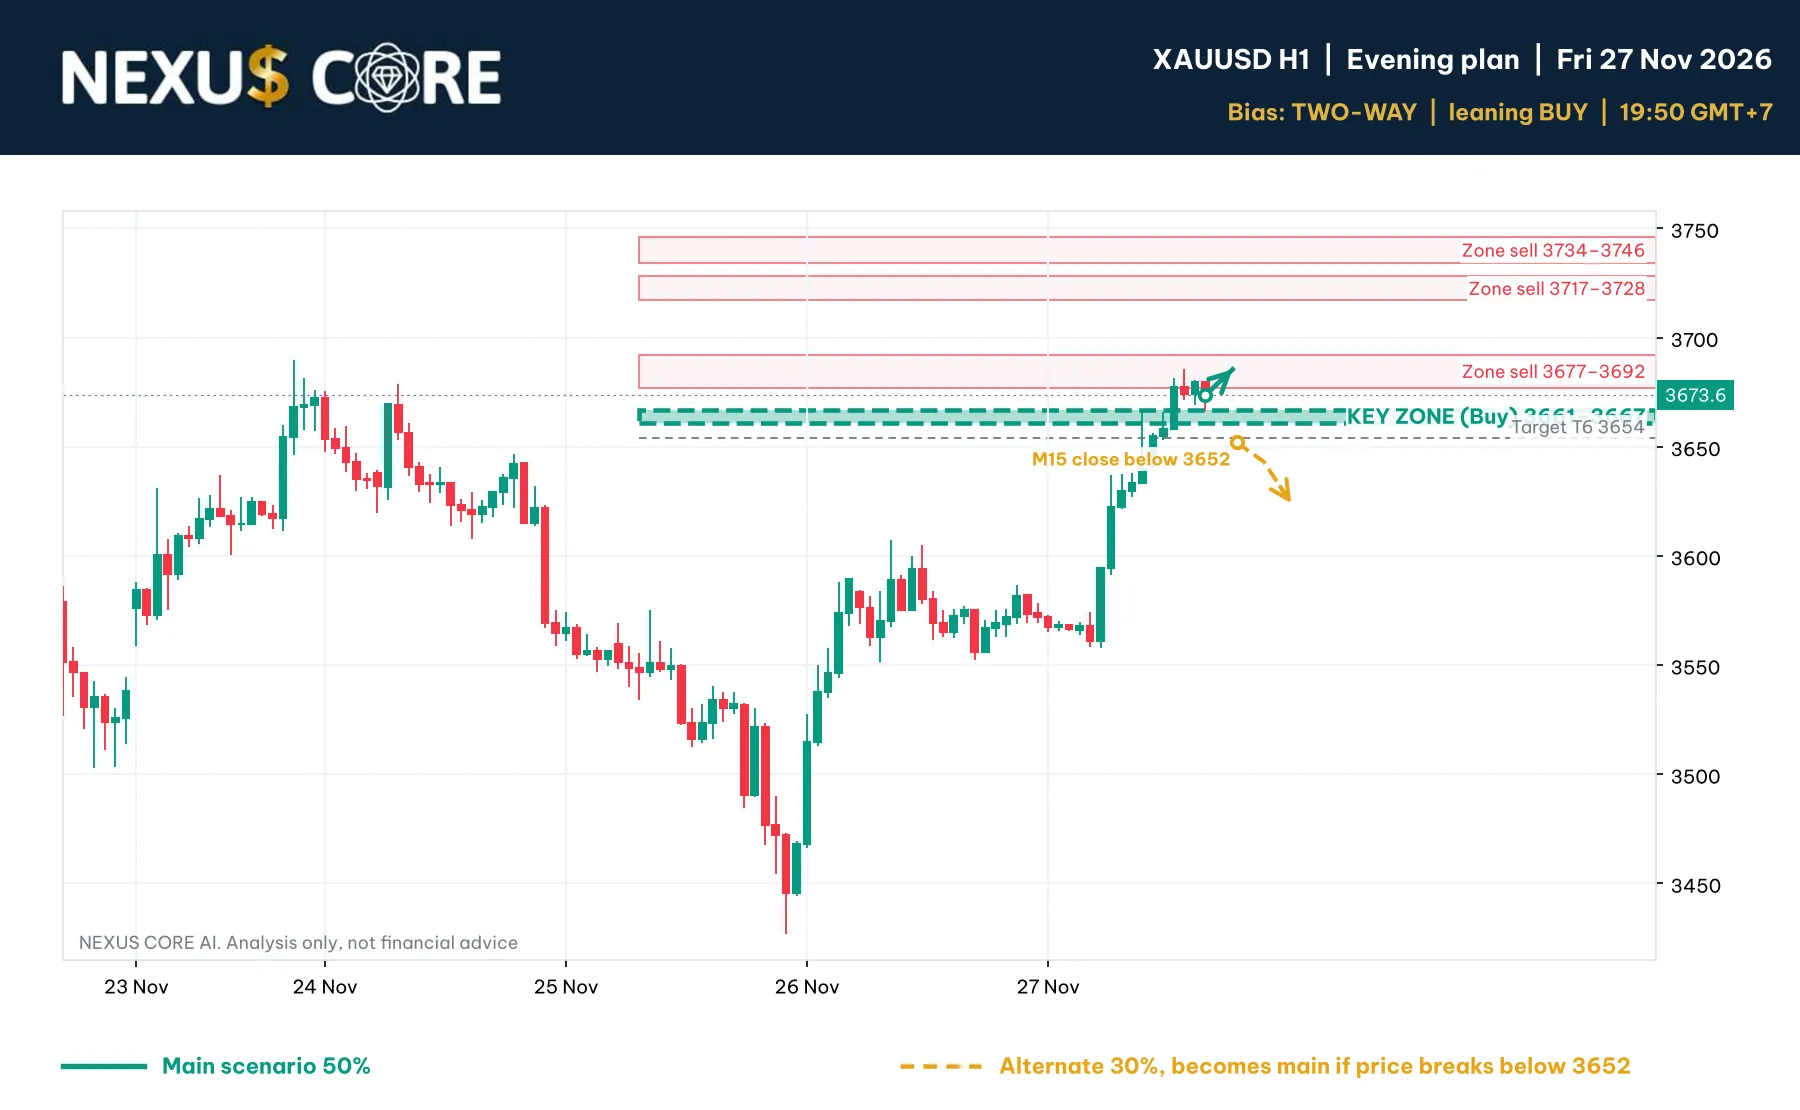 NEXU$ CORE
XAUUSD H1 | Evening plan | Fri 27 Nov 2026
Bias: TWO-WAY | leaning BUY | 19:50 GMT+7
3750
Zone sell 3734–3746
Zone sell 3717–3728
3700
Zone sell 3677–3692
3673.6
KEY ZONE (Buy) 3661–3667
Target T6 3654
3650
M15 close below 3652
3600
3550
3500
3450
NEXUS CORE AI. Analysis only, not financial advice
23 Nov
24 Nov
25 Nov
26 Nov
27 Nov
Main scenario 50%
Alternate 30%, becomes main if price breaks below 3652